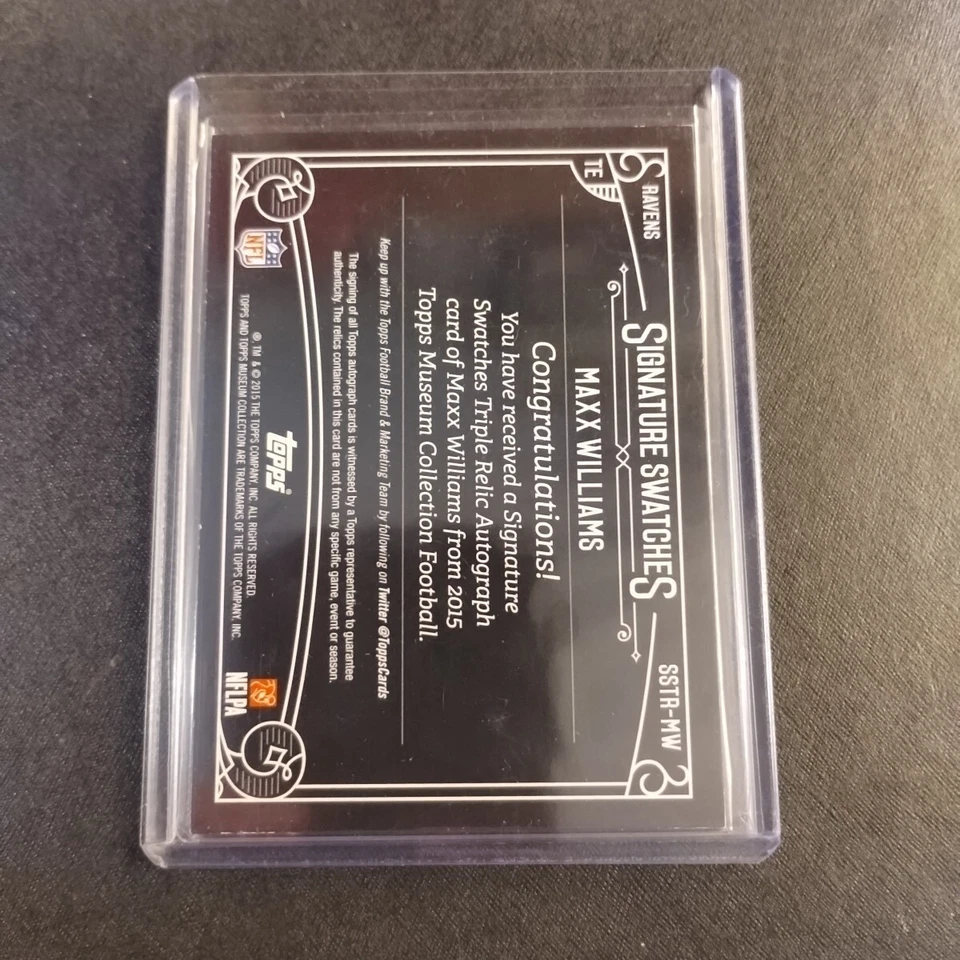 RAVENS
SIGNATURE SWATCHES
SSTR-MW
TE
MAXX WILLIAMS
Congratulations!
You have received a Signature
Swatches Triple Relic Autograph
card of Maxx Williams from 2015
Topps Museum Collection Football.
Keep up with the Topps Football Brand & Marketing Team by following on Twitter @ToppsCards
The signing of all Topps autograph cards is witnessed by a Topps representative to guarantee
authenticity. The relics contained in this card are not from any specific game, event or season.
topps®
NFL
®, TM & © 2015 THE TOPPS COMPANY, INC. ALL RIGHTS RESERVED.
TOPPS AND TOPPS MUSEUM COLLECTION ARE TRADEMARKS OF THE TOPPS COMPANY, INC.
NFLPA